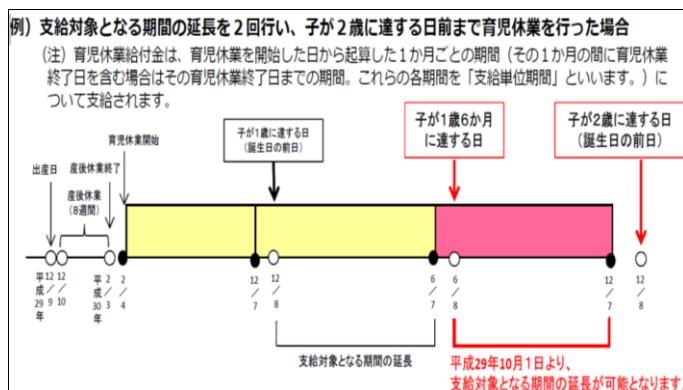 例）支給対象となる期間の延長を２回行い、子が２歳に達する日前まで育児休業を行った場合
（注）育児休業給付金は、育児休業を開始した日から起算した１か月ごとの期間（その１か月の間に育児休業
終了日を含む場合はその育児休業終了日までの期間。これらの各期間を「支給単位期間」といいます。）に
ついて支給されます。
子が1歳6か月
に達する日
子が2歳に達する日
（誕生日の前日）
子が1歳に達する日
（誕生日の前日）
育児休業開始
出産日
産後休業終了
産後休業
（8週間）
平成29年
12/9
12/10
平成30年
2/3
2/4
12/7
12/8
6/7
6/8
12/7
12/8
支給対象となる期間の延長
平成29年10月1日より、
支給対象となる期間の延長が可能となります